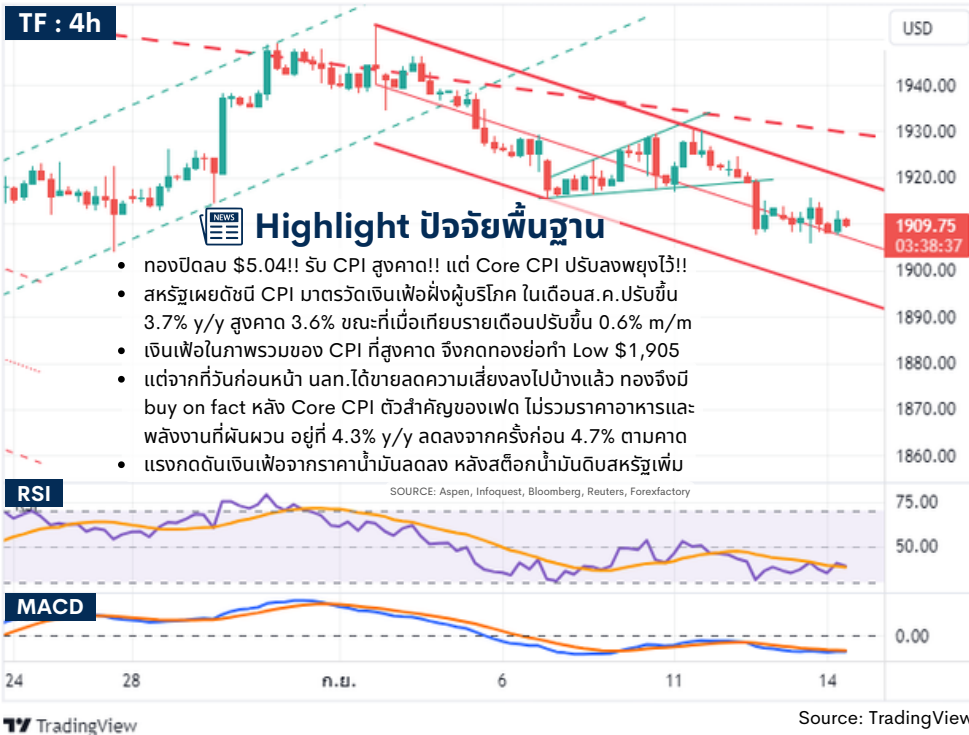 TF : 4h
USD
1940.00
1930.00
1920.00
1909.75
03:38:37
1900.00
1890.00
1880.00
1870.00
1860.00
NEWS
Highlight ปัจจัยพื้นฐาน
• ทองปิดลบ $5.04!! รับ CPI สูงคาด!! แต่ Core CPI ปรับลงพยุงไว้!!
• สหรัฐเผยดัชนี CPI มาตรวัดเงินเฟ้อฝั่งผู้บริโภค ในเดือนส.ค.ปรับขึ้น
3.7% y/y สูงคาด 3.6% ขณะที่เมื่อเทียบรายเดือนปรับขึ้น 0.6% m/m
• เงินเฟ้อในภาพรวมของ CPI ที่สูงคาด จึงกดทองย่อทำ Low $1,905
• แต่จากที่วันก่อนหน้า นลท.ได้ขายลดความเสี่ยงลงไปบ้างแล้ว ทองจึงมี
buy on fact หลัง Core CPI ตัวสำคัญของเฟด ไม่รวมราคาอาหารและ
พลังงานที่ผันผวน อยู่ที่ 4.3% y/y ลดลงจากครั้งก่อน 4.7% ตามคาด
• แรงกดดันเงินเฟ้อจากราคาน้ำมันลดลง หลังสต็อกน้ำมันดิบสหรัฐเพิ่ม
SOURCE: Aspen, Infoquest, Bloomberg, Reuters, Forexfactory
RSI
75.00
50.00
MACD
0.00
24 28 ก.ย. 6 11 14
TradingView
Source: TradingView